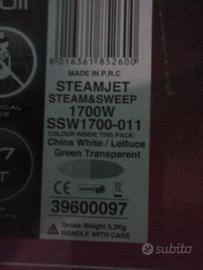 8 016361 852600
MADE IN P.R.C
STEAMJET
STEAM&SWEEP
1700W
SSW1700-011
COLOUR INSIDE THIS PACK:
China White / Lettuce
Green Transparent
CE
39600097
Gross Weight 5.2KG
HANDLE WITH CARE
subito